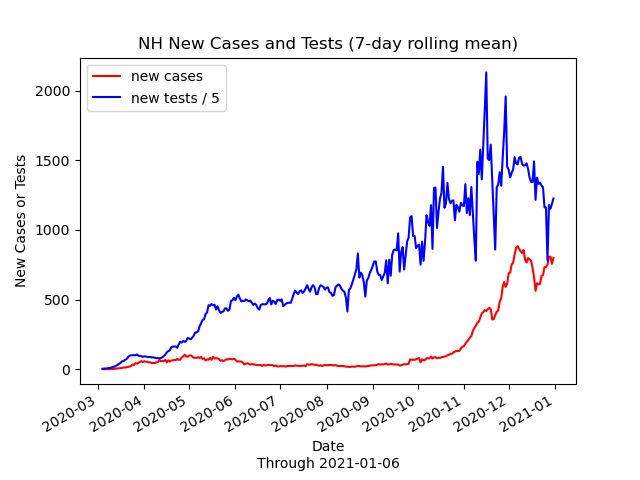 NH New Cases and Tests (7-day rolling mean)
new cases
new tests / 5
New Cases or Tests
2000
1500
1000
500
0
2020-03
2020-04
2020-05
2020-06
2020-07
2020-08
2020-09
2020-10
2020-11
2020-12
2021-01
Date
Through 2021-01-06